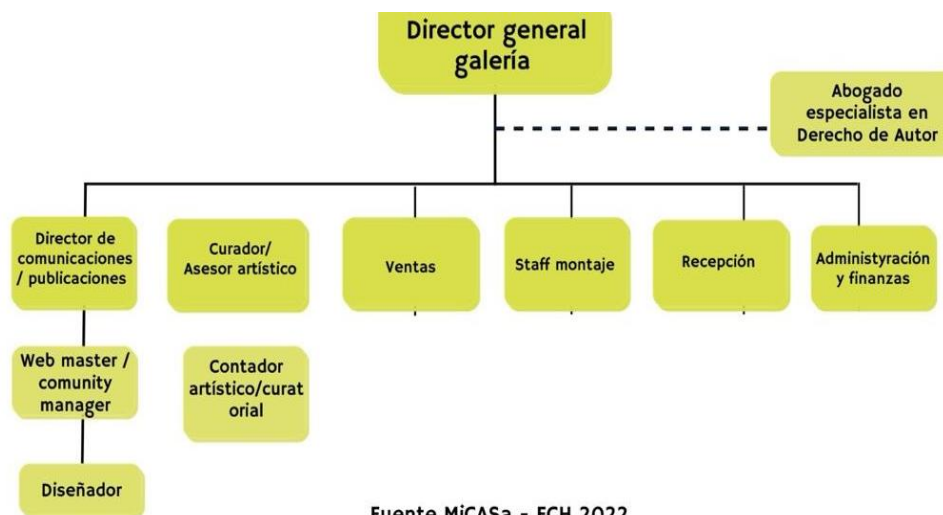 Director general
galería
Abogado
especialista en
Derecho de Autor
Director de
comunicaciones
/ publicaciones
Curador/
Asesor artístico
Ventas
Staff montaje
Recepción
Administyración
y finanzas
Web master /
comunity
manager
Contador
artístico/curat
orial
Diseñador
Fuente MiCASa - FCH 2022